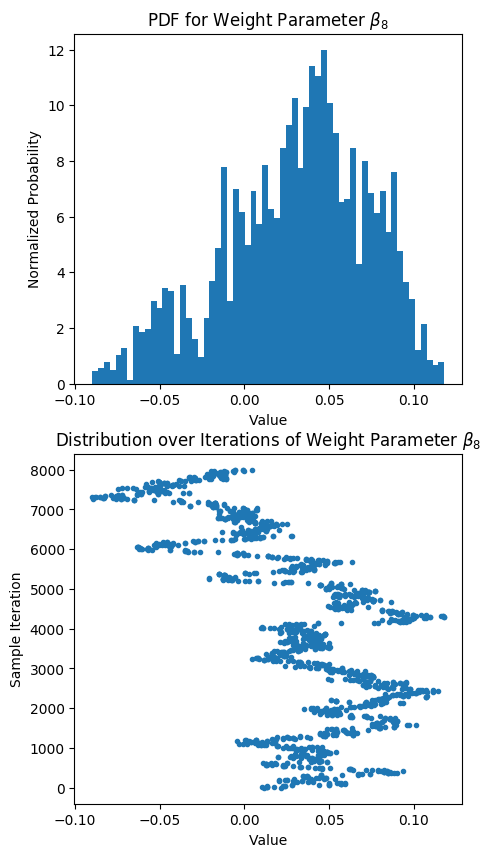 PDF for Weight Parameter β₈
Normalized Probability
12
10
8
6
4
2
0
−0.10 −0.05 0.00 0.05 0.10
Value
Distribution over Iterations of Weight Parameter β₈
Sample Iteration
8000
7000
6000
5000
4000
3000
2000
1000
0
−0.10 −0.05 0.00 0.05 0.10
Value